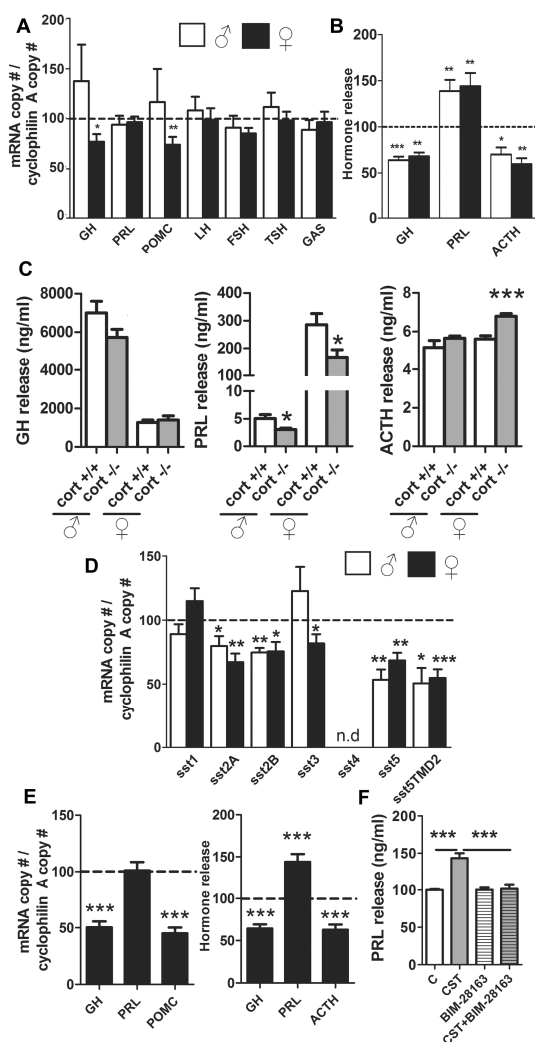 A
♂ ♀
mRNA copy # /
cyclophilin A copy #
200
150
100
50
0
*
**
GH PRL POMC LH FSH TSH GAS
B
Hormone release
200
150
100
50
0
*** ** ** ** * **
GH PRL ACTH
C
GH release (ng/ml)
8000
6000
4000
2000
0
cort +/+ cort -/- cort +/+ cort -/-
♂ ♀
PRL release (ng/ml)
400
300
200
100
10
5
0
* *
cort +/+ cort -/- cort +/+ cort -/-
♂ ♀
ACTH release (ng/ml)
8
6
4
2
0
***
cort +/+ cort -/- cort +/+ cort -/-
♂ ♀
D
♂ ♀
mRNA copy # /
cyclophilin A copy #
150
100
50
0
* ** ** * * n.d ** ** * ***
sst1 sst2A sst2B sst3 sst4 sst5 sst5TMD2
E
mRNA copy # /
cyclophilin A copy #
150
100
50
0
*** ***
GH PRL POMC
Hormone release
200
150
100
50
0
*** *** ***
GH PRL ACTH
F
PRL release (ng/ml)
200
150
100
50
0
*** ***
C CST BIM-28163 CST+BIM-28163